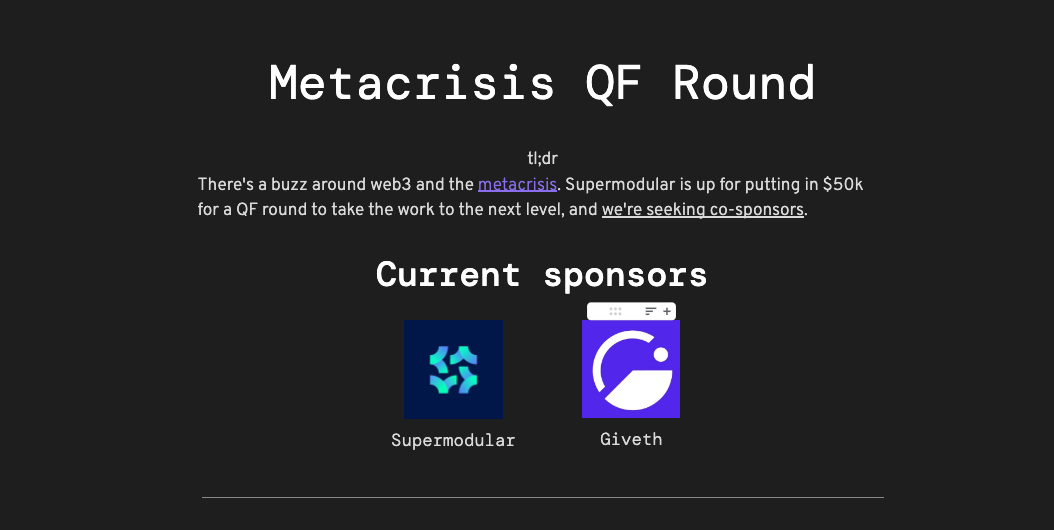 Metacrisis QF Round
tl;dr
There's a buzz around web3 and the metacrisis. Supermodular is up for putting in $50k
for a QF round to take the work to the next level, and we're seeking co-sponsors.
Current sponsors
Supermodular
Giveth